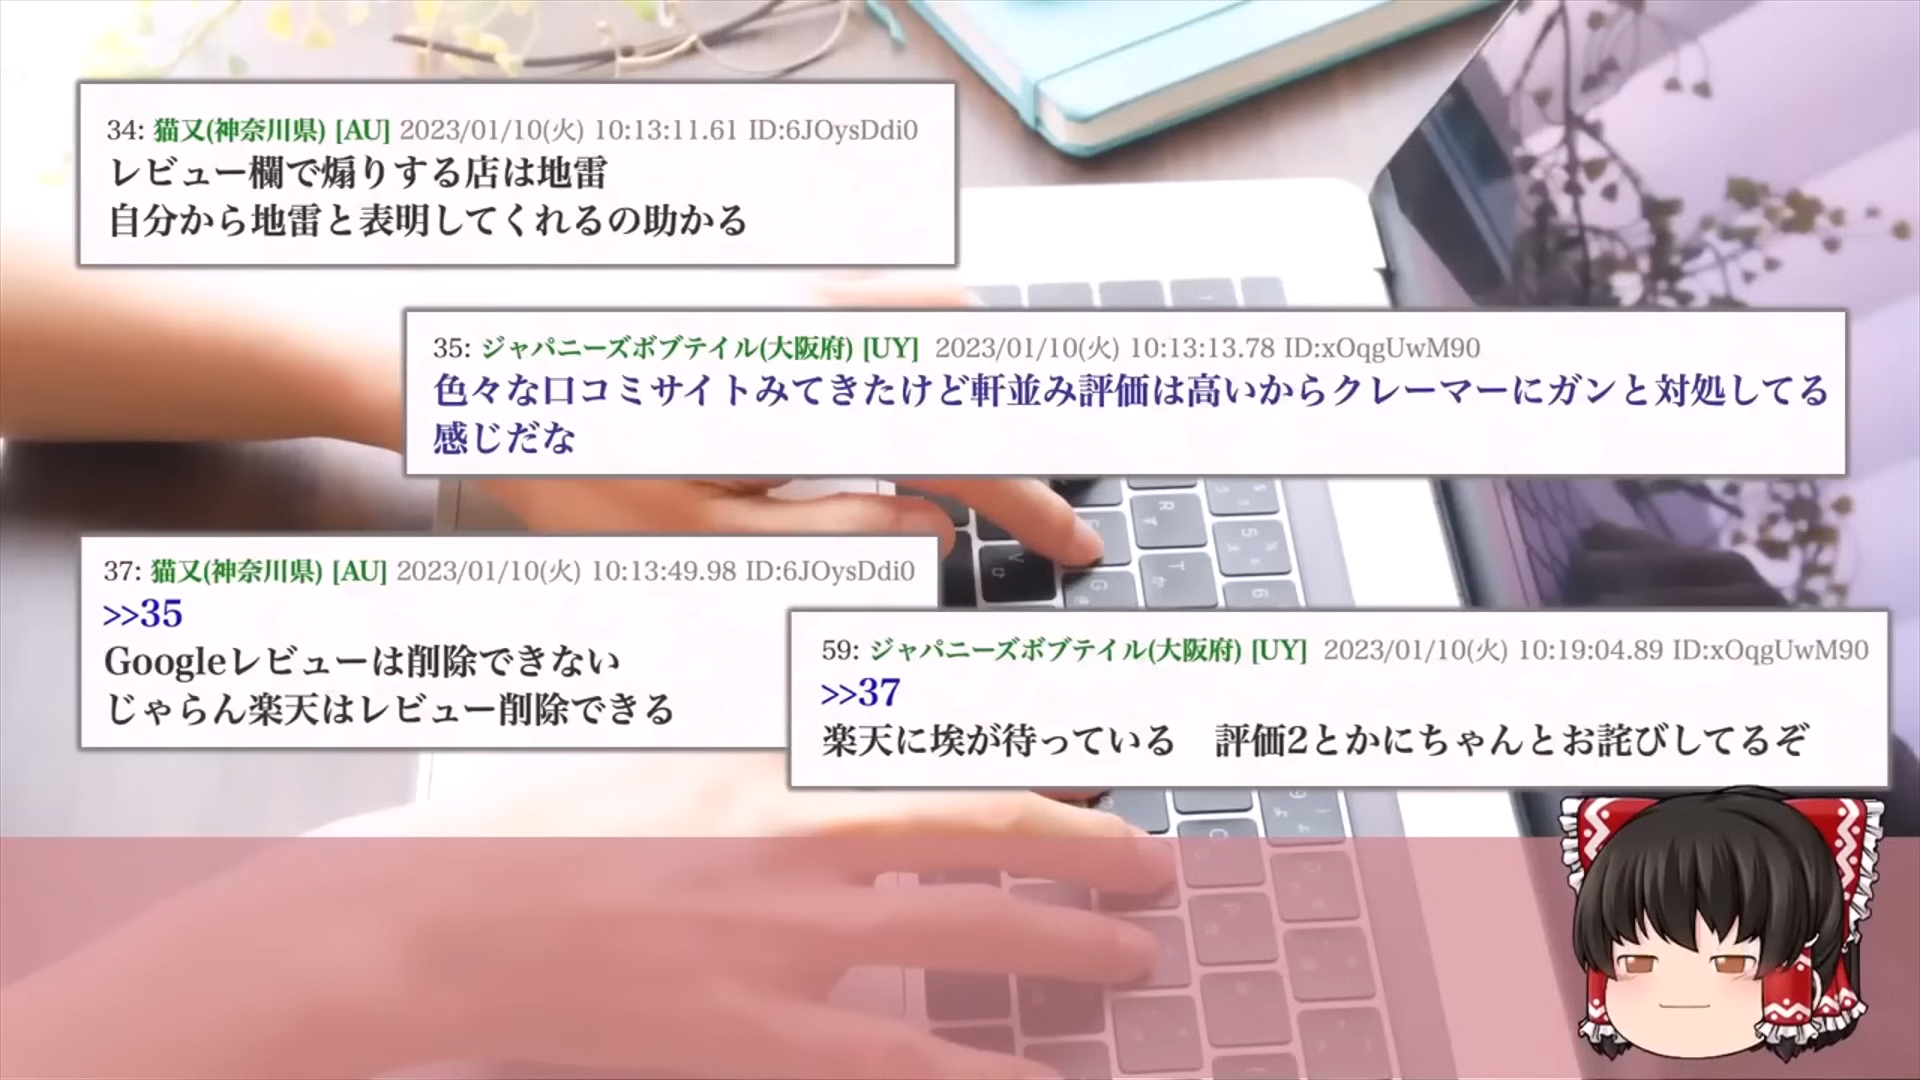 34: 猫又(神奈川県) [AU] 2023/01/10(火) 10:13:11.61 ID:6JOysDdi0
レビュー欄で煽りする店は地雷
自分から地雷と表明してくれるの助かる
35: ジャパニーズボブテイル(大阪府) [UY] 2023/01/10(火) 10:13:13.78 ID:xOqgUwM90
色々な口コミサイトみてきたけど軒並み評価は高いからクレーマーにガンと対処してる
感じだな
37: 猫又(神奈川県) [AU] 2023/01/10(火) 10:13:49.98 ID:6JOysDdi0
>>35
Googleレビューは削除できない
じゃらん楽天はレビュー削除できる
59: ジャパニーズボブテイル(大阪府) [UY] 2023/01/10(火) 10:19:04.89 ID:xOqgUwM90
>>37
楽天に埃が待っている　評価2とかにちゃんとお詫びしてるぞ